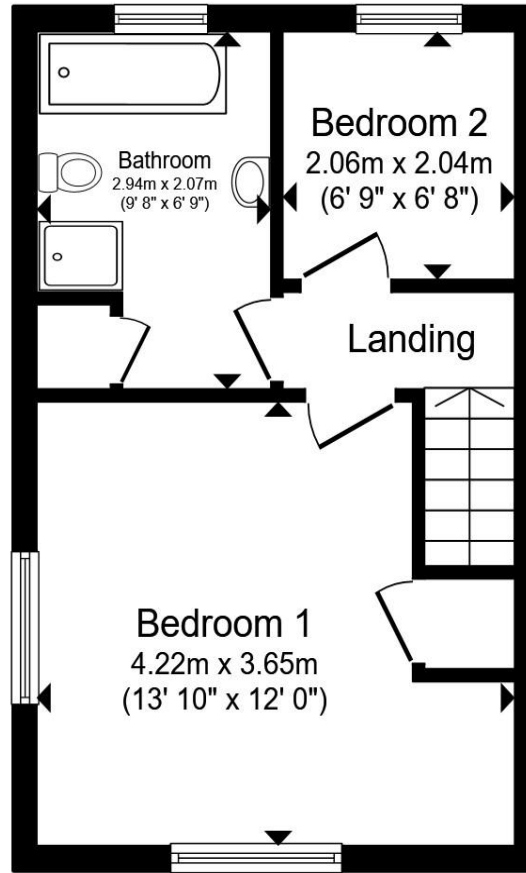 Bathroom
2.94m x 2.07m
(9' 8" x 6' 9")
Bedroom 2
2.06m x 2.04m
(6' 9" x 6' 8")
Landing
Bedroom 1
4.22m x 3.65m
(13' 10" x 12' 0")